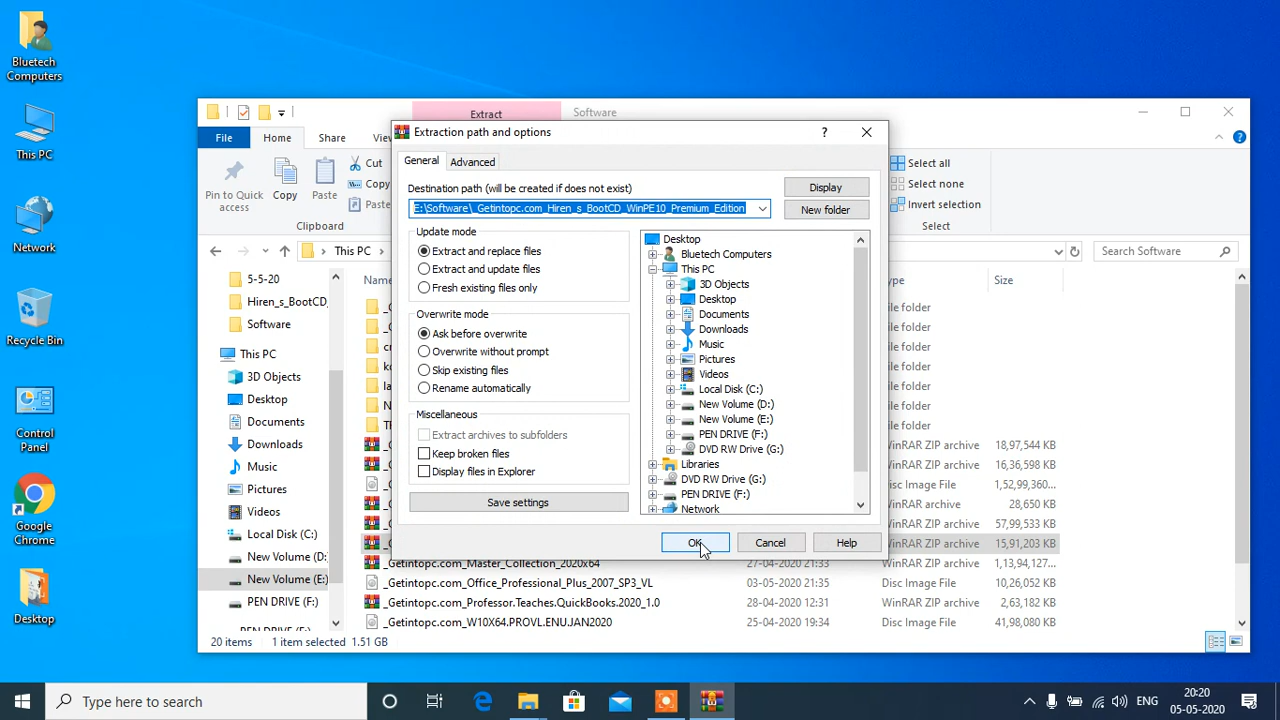 Bluetech
Computers
This PC
Network
Recycle Bin
Control
Panel
Google
Chrome
Desktop
Extract
Software
File
Home
Share
Pin to Quick
access
Copy
Paste
Cut
Copy
Paste
Clipboard
Select all
Select none
Invert selection
Select
This PC
Search Software
5-5-20
Hiren_s_BootCD_
Software
This PC
3D Objects
Desktop
Documents
Downloads
Music
Pictures
Videos
Local Disk (C:)
New Volume (D:
New Volume (E:)
PEN DRIVE (F:)
Size
ile folder
ile folder
ile folder
ile folder
ile folder
ile folder
ile folder
WinRAR ZIP archive 18,97,544 KB
WinRAR ZIP archive 16,36,598 KB
Disc Image File 1,52,99,360...
WinRAR archive 28,650 KB
WinRAR ZIP archive 57,99,533 KB
WinRAR ZIP archive 15,91,203 KB
_Getintopc.com_Master_Collection_2020x64 27-04-2020 21:33 WinRAR ZIP archive 1,13,94,127...
_Getintopc.com_Office_Professional_Plus_2007_SP3_VL 03-05-2020 21:35 Disc Image File 10,26,052 KB
_Getintopc.com_Professor.Teaches.QuickBooks.2020_1.0 28-04-2020 12:31 WinRAR ZIP archive 2,63,182 KB
_Getintopc.com_W10X64.PROVL.ENU.JAN2020 25-04-2020 19:34 Disc Image File 41,98,080 KB
20 items 1 item selected 1.51 GB
Extraction path and options
?
General
Advanced
Destination path (will be created if does not exist)
E:\Software\_Getintopc.com_Hiren_s_BootCD_WinPE10_Premium_Edition
Display
New folder
Update mode
Extract and replace files
Extract and update files
Fresh existing files only
Overwrite mode
Ask before overwrite
Overwrite without prompt
Skip existing files
Rename automatically
Miscellaneous
Extract archives to subfolders
Keep broken files
Display files in Explorer
Save settings
Desktop
Bluetech Computers
This PC
3D Objects
Desktop
Documents
Downloads
Music
Pictures
Videos
Local Disk (C:)
New Volume (D:)
New Volume (E:)
PEN DRIVE (F:)
DVD RW Drive (G:)
Libraries
DVD RW Drive (G:)
PEN DRIVE (F:)
Network
OK
Cancel
Help
Type here to search
ENG
20:20
05-05-2020